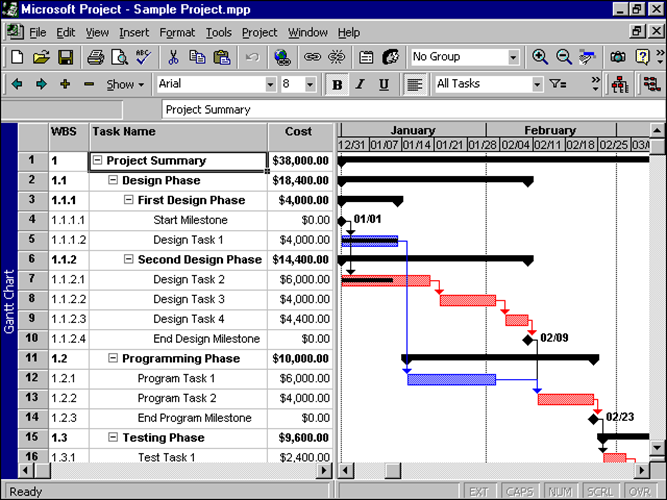 Microsoft Project - Sample Project.mpp
File Edit View Insert Format Tools Project Window Help
No Group
Show Arial 8 B I U All Tasks
Project Summary
WBS Task Name Cost January February
12/31 01/07 01/14 01/21 01/28 02/04 02/11 02/18 02/25 03/0
1 1 Project Summary $38,000.00
2 1.1 Design Phase $18,400.00
3 1.1.1 First Design Phase $4,000.00
4 1.1.1.1 Start Milestone $0.00 01/01
5 1.1.1.2 Design Task 1 $4,000.00
6 1.1.2 Second Design Phase $14,400.00
7 1.1.2.1 Design Task 2 $6,000.00
8 1.1.2.2 Design Task 3 $4,000.00
9 1.1.2.3 Design Task 4 $4,400.00
10 1.1.2.4 End Design Milestone $0.00 02/09
11 1.2 Programming Phase $10,000.00
12 1.2.1 Program Task 1 $6,000.00
13 1.2.2 Program Task 2 $4,000.00
14 1.2.3 End Program Milestone $0.00 02/23
15 1.3 Testing Phase $9,600.00
16 1.3.1 Test Task 1 $2,400.00
Gantt Chart
Ready EXT CAPS NUM SCRL OVR